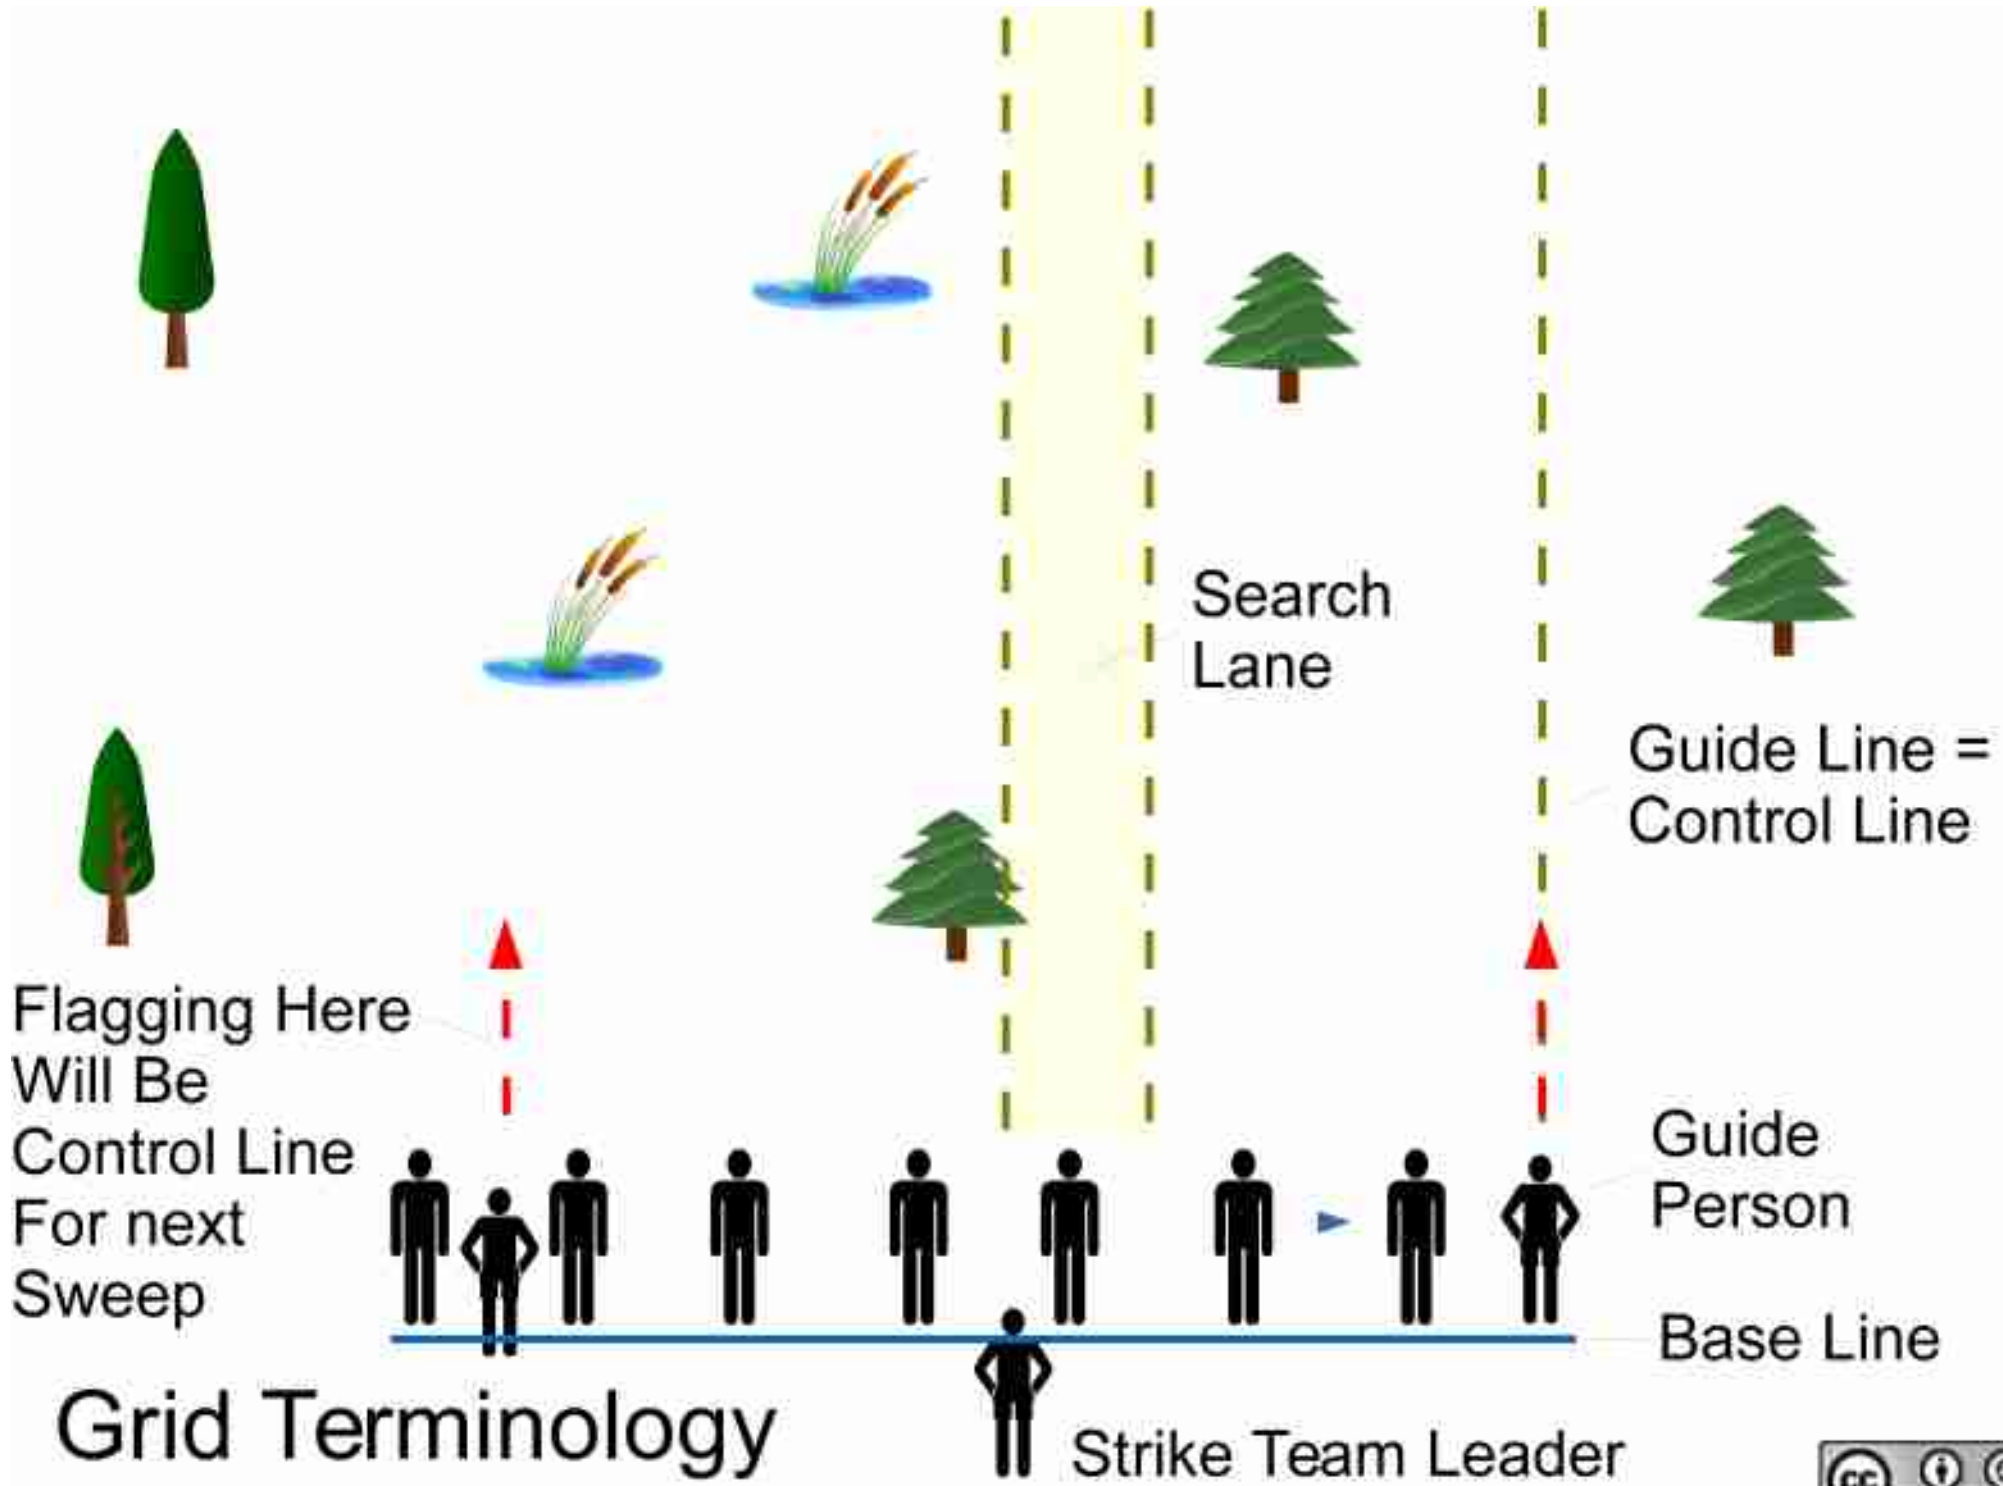 Search
Lane
Guide Line =
Control Line
Flagging Here
Will Be
Control Line
For next
Sweep
Guide
Person
Base Line
Grid Terminology
Strike Team Leader
cc